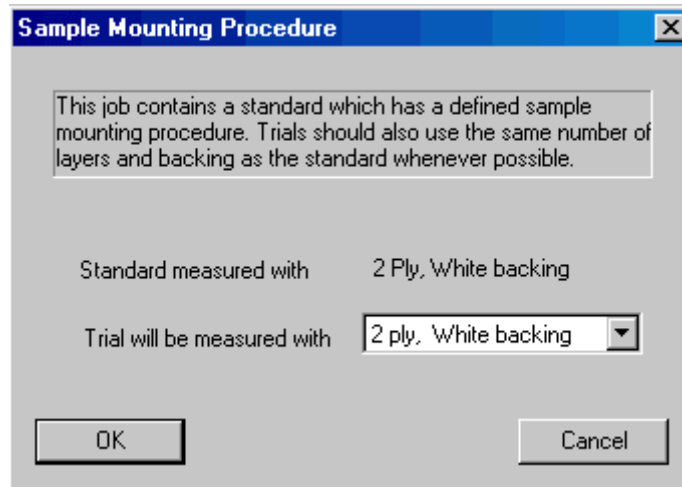 Sample Mounting Procedure
This job contains a standard which has a defined sample
mounting procedure. Trials should also use the same number of
layers and backing as the standard whenever possible.
Standard measured with 2 Ply, White backing
Trial will be measured with 2 ply, White backing
OK Cancel